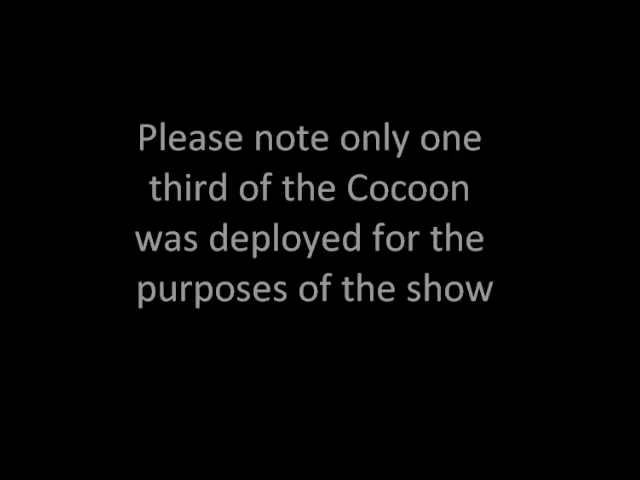 Please note only one
third of the Cocoon
was deployed for the
purposes of the show